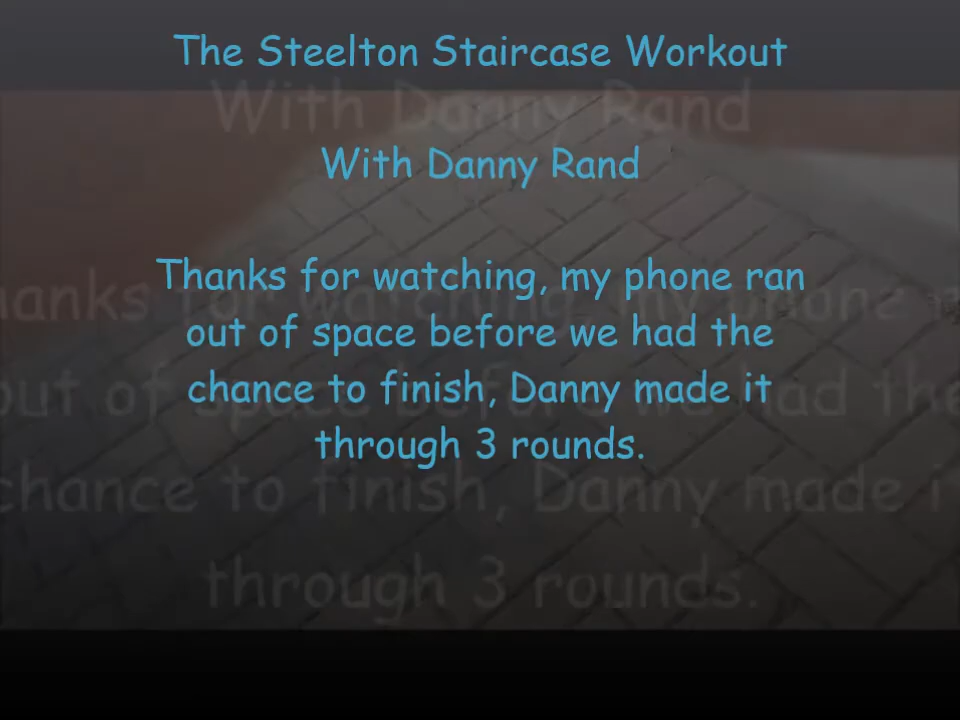 The Steelton Staircase Workout
With Danny Rand
Thanks for watching, my phone ran
out of space before we had the
chance to finish, Danny made it
through 3 rounds.